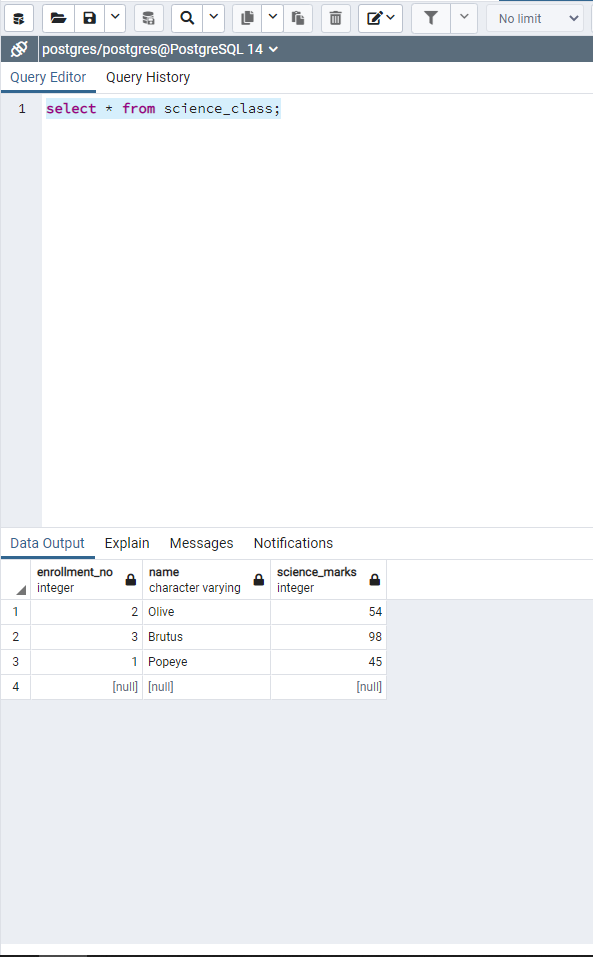 No limit
postgres/postgres@PostgreSQL 14
Query Editor Query History
1 select * from science_class;
Data Output Explain Messages Notifications
enrollment_no name science_marks
integer character varying integer
1 2 Olive 54
2 3 Brutus 98
3 1 Popeye 45
4 [null] [null] [null]